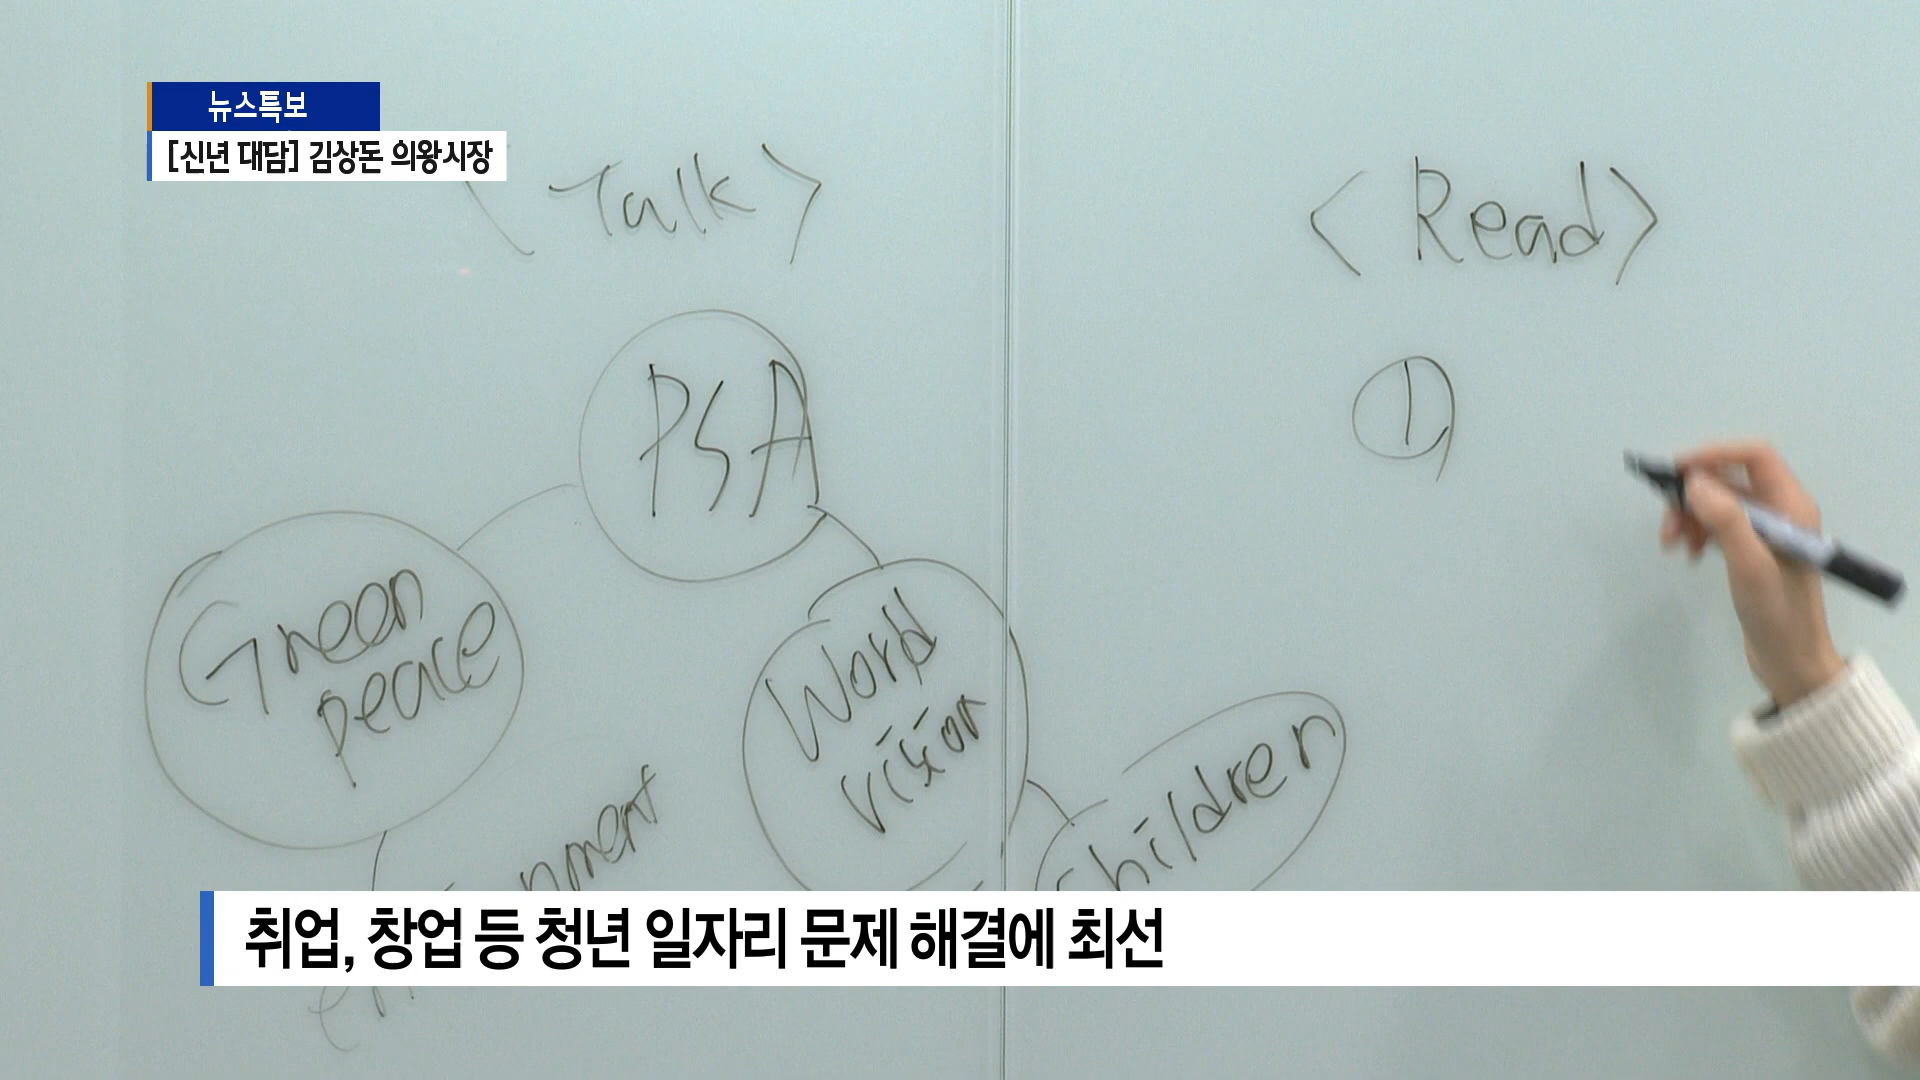 뉴스특보
[신년 대담] 김상돈 의왕시장
<Talk>
<Read>
PSA
①
Green
peace
World
vision
children
취업, 창업 등 청년 일자리 문제 해결에 최선